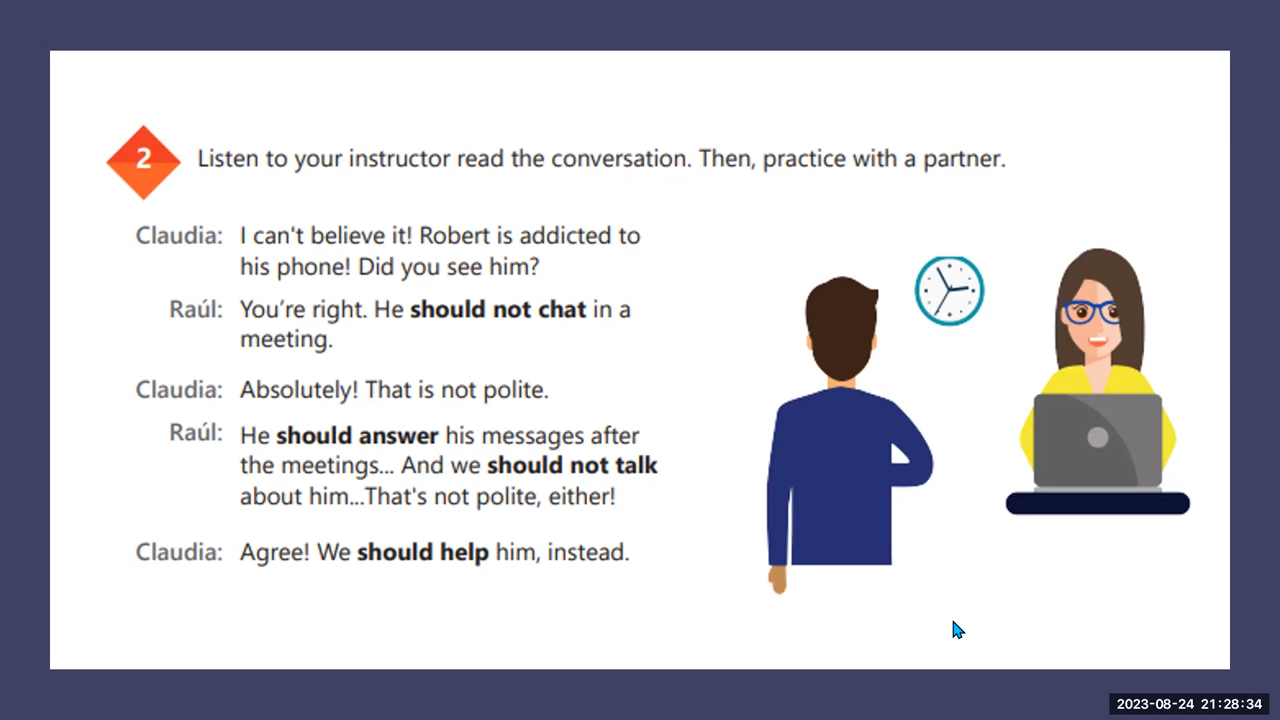 2
Listen to your instructor read the conversation. Then, practice with a partner.
Claudia: I can't believe it! Robert is addicted to
his phone! Did you see him?
Raúl: You’re right. He should not chat in a
meeting.
Claudia: Absolutely! That is not polite.
Raúl: He should answer his messages after
the meetings... And we should not talk
about him...That's not polite, either!
Claudia: Agree! We should help him, instead.
2023-08-24 21:28:34